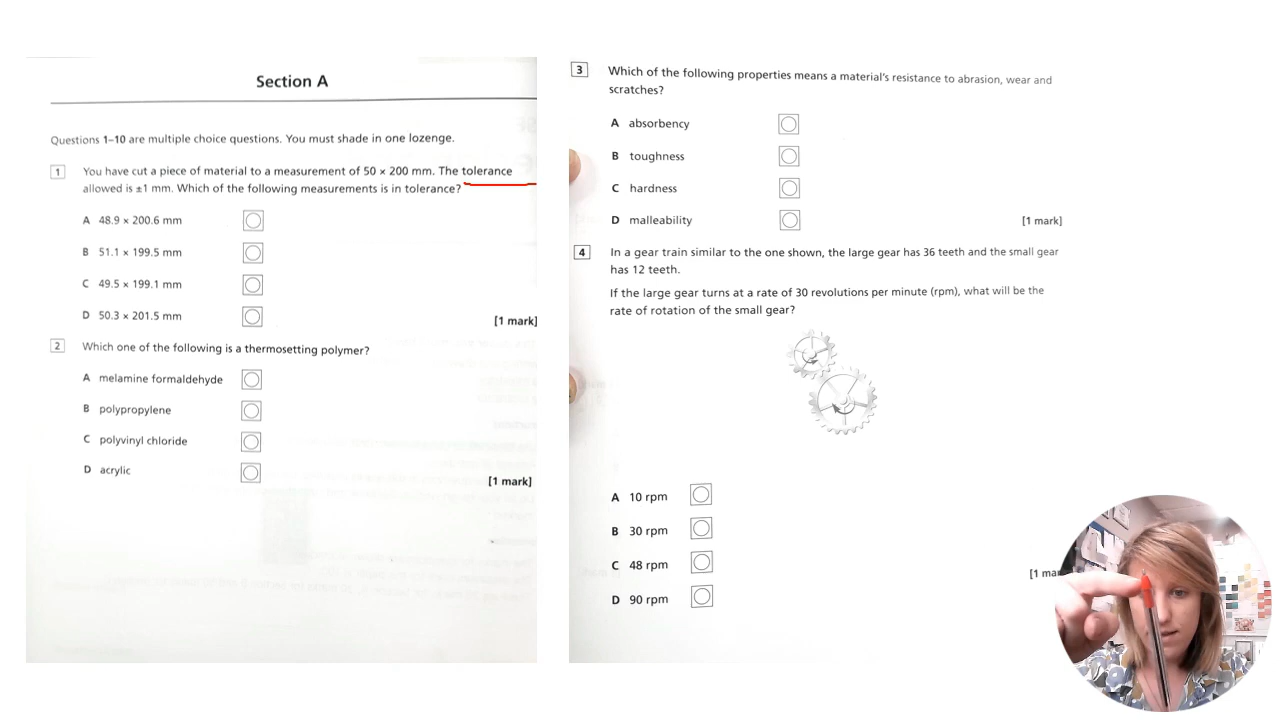 Section A
Questions 1–10 are multiple choice questions. You must shade in one lozenge.
1 You have cut a piece of material to a measurement of 50 × 200 mm. The tolerance
allowed is ±1 mm. Which of the following measurements is in tolerance?
A 48.9 × 200.6 mm
B 51.1 × 199.5 mm
C 49.5 × 199.1 mm
D 50.3 × 201.5 mm
[1 mark]
2 Which one of the following is a thermosetting polymer?
A melamine formaldehyde
B polypropylene
C polyvinyl chloride
D acrylic
[1 mark]
3 Which of the following properties means a material's resistance to abrasion, wear and
scratches?
A absorbency
B toughness
C hardness
D malleability
[1 mark]
4 In a gear train similar to the one shown, the large gear has 36 teeth and the small gear
has 12 teeth.
If the large gear turns at a rate of 30 revolutions per minute (rpm), what will be the
rate of rotation of the small gear?
A 10 rpm
B 30 rpm
C 48 rpm
D 90 rpm
[1 ma